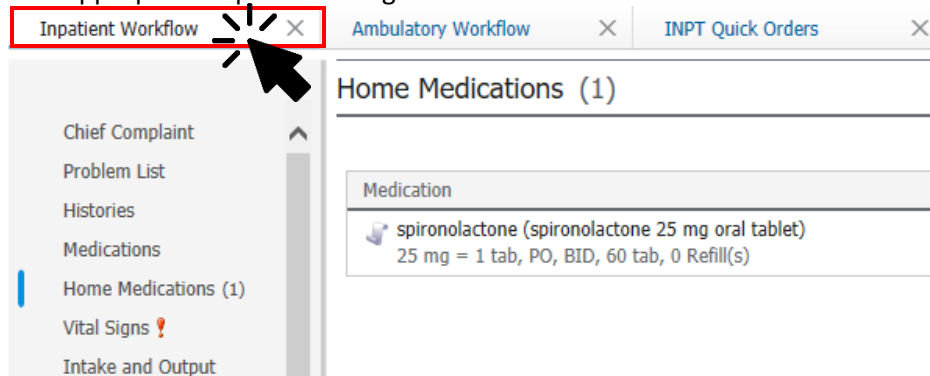 Inpatient Workflow
Ambulatory Workflow
INPT Quick Orders
Home Medications (1)
Chief Complaint
Problem List
Histories
Medications
Home Medications (1)
Vital Signs
Intake and Output
Medication
spironolactone (spironolactone 25 mg oral tablet)
25 mg = 1 tab, PO, BID, 60 tab, 0 Refill(s)